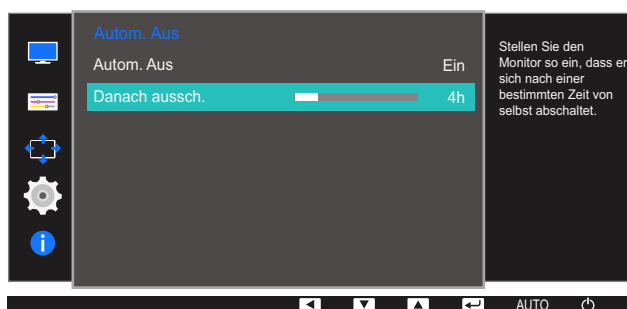 Autom. Aus
Autom. Aus Ein
Danach aussch. 4h
Stellen Sie den
Monitor so ein, dass er
sich nach einer
bestimmten Zeit von
selbst abschaltet.
AUTO